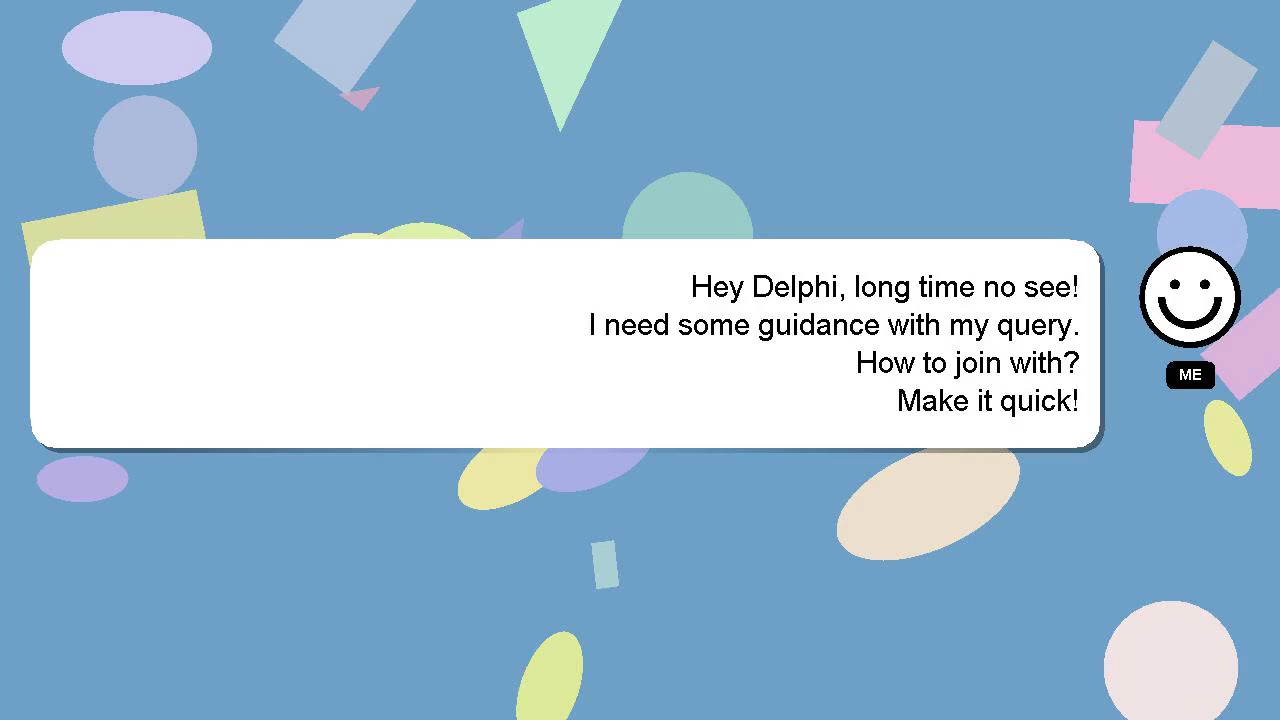 Hey Delphi, long time no see!
I need some guidance with my query.
How to join with?
Make it quick!
ME